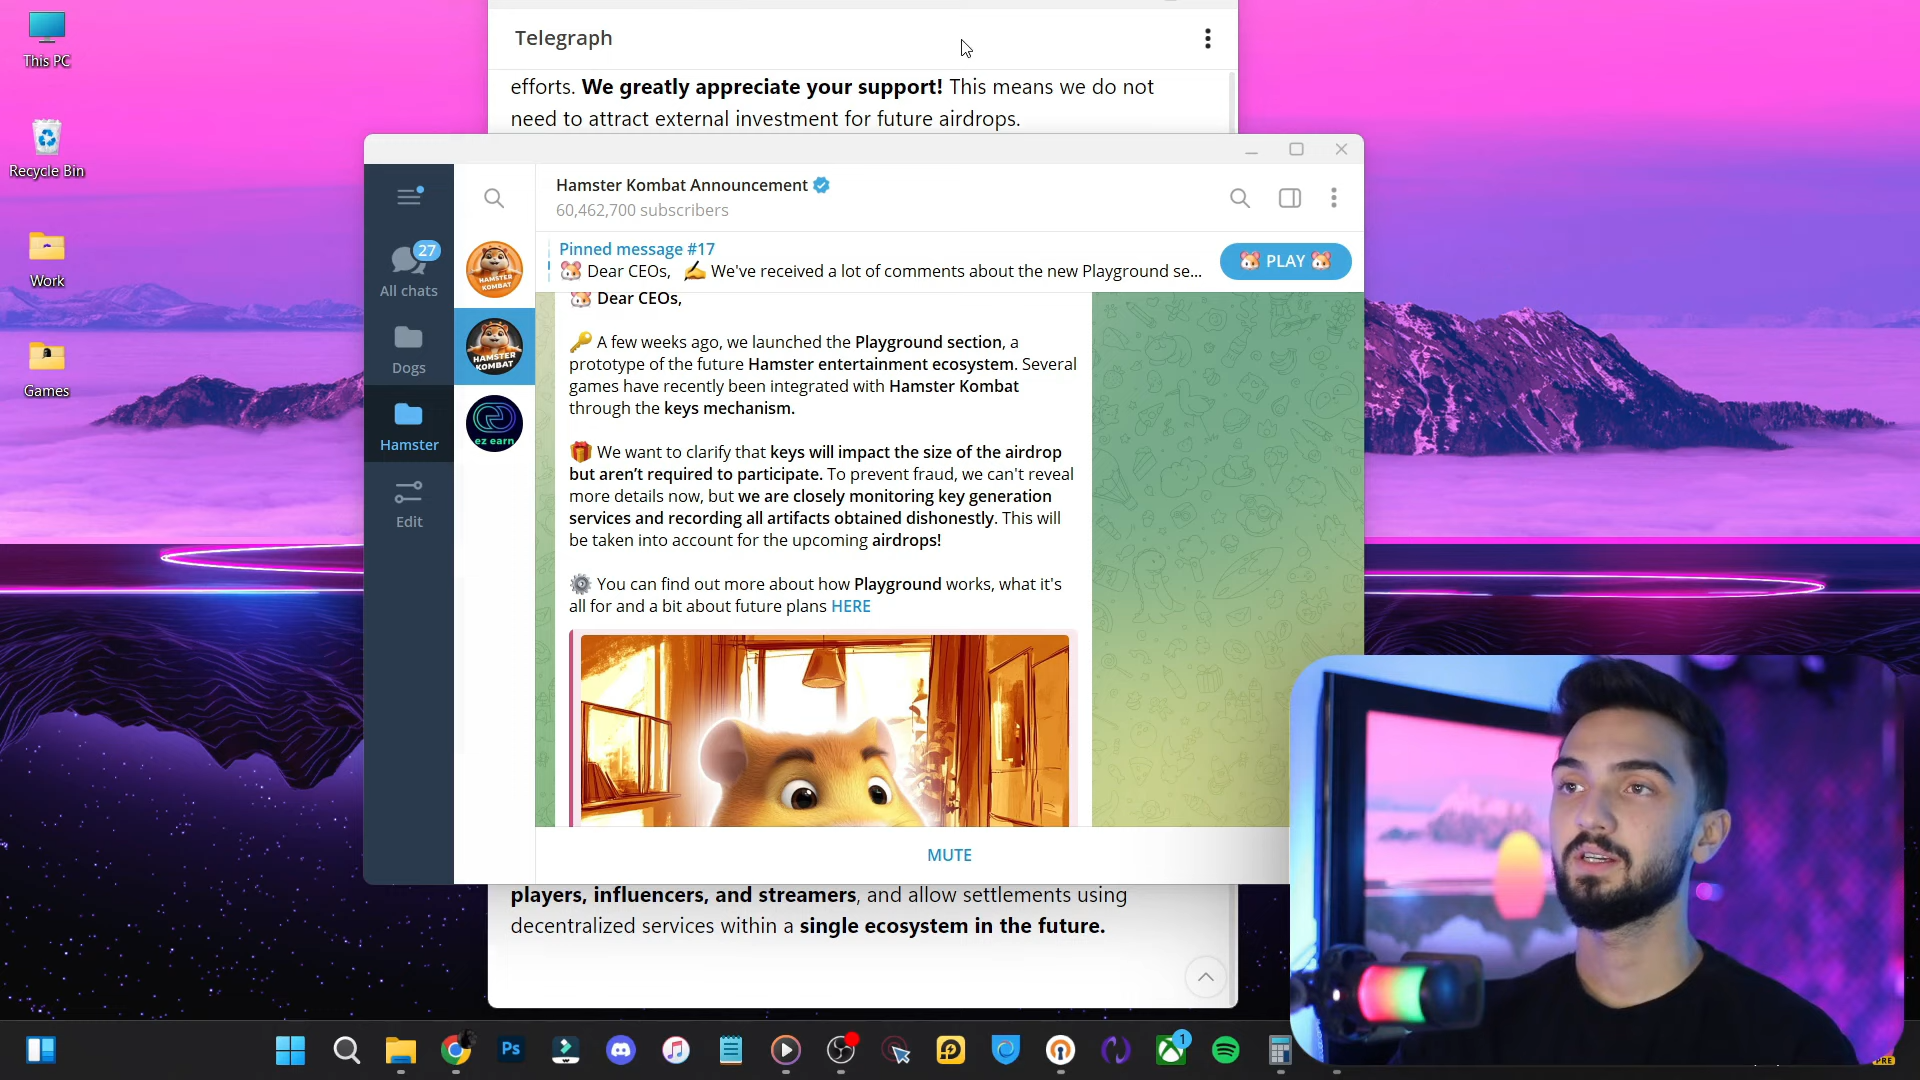 This PC
Recycle Bin
Work
Games
Telegraph
efforts. We greatly appreciate your support! This means we do not
need to attract external investment for future airdrops.
27
All chats
Dogs
Hamster
Edit
HAMSTER
KOMBAT
HAMSTER
KOMBAT
ez earn
Hamster Kombat Announcement
60,462,700 subscribers
Pinned message #17
🐹 Dear CEOs, ✍️ We've received a lot of comments about the new Playground se...
🐹 PLAY 🐹
🐹 Dear CEOs,
🔑 A few weeks ago, we launched the Playground section, a
prototype of the future Hamster entertainment ecosystem. Several
games have recently been integrated with Hamster Kombat
through the keys mechanism.
🎁 We want to clarify that keys will impact the size of the airdrop
but aren't required to participate. To prevent fraud, we can't reveal
more details now, but we are closely monitoring key generation
services and recording all artifacts obtained dishonestly. This will
be taken into account for the upcoming airdrops!
⚙️ You can find out more about how Playground works, what it's
all for and a bit about future plans HERE
MUTE
players, influencers, and streamers, and allow settlements using
decentralized services within a single ecosystem in the future.
Ps
1
PRE